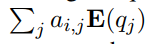 ∑_j a_{i,j} **E**(q_j)